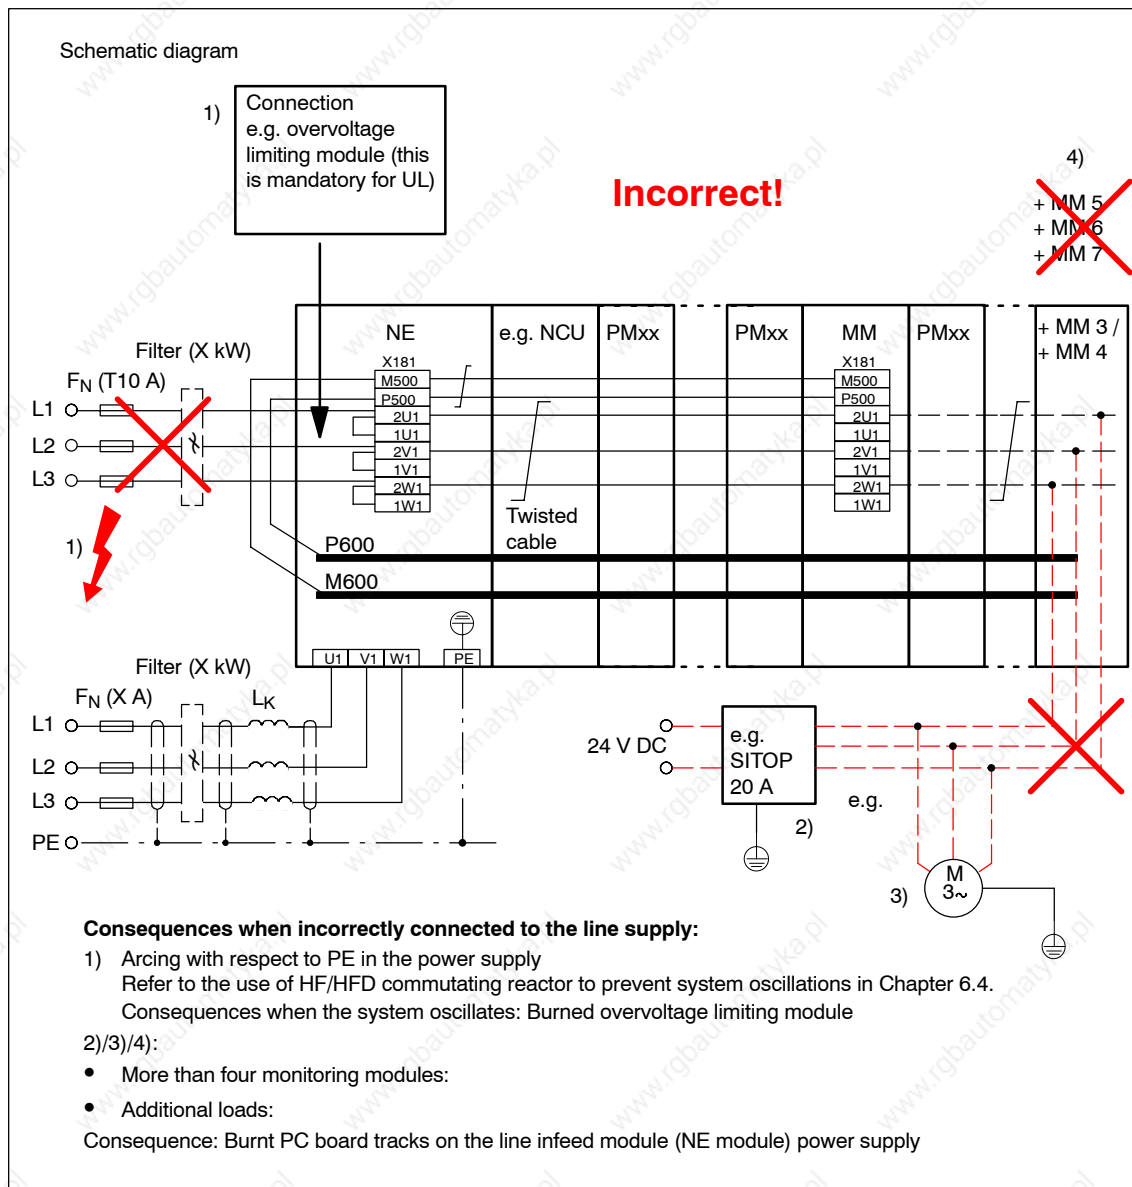 Schematic diagram
1)
Connection
e.g. overvoltage
limiting module (this
is mandatory for UL)
Incorrect!
4)
+ MM 5
+ MM 6
+ MM 7
NE
e.g. NCU
PMxx
PMxx
MM
PMxx
+ MM 3 /
+ MM 4
Filter (X kW)
FN (T10 A)
L1
L2
L3
X181
M500
P500
2U1
1U1
2V1
1V1
2W1
1W1
X181
M500
P500
2U1
1U1
2V1
1V1
2W1
1W1
Twisted
cable
1)
P600
M600
U1 V1 W1 PE
Filter (X kW)
FN (X A)
LK
L1
L2
L3
PE
24 V DC
e.g.
SITOP
20 A
2)
e.g.
3)
M
3~
Consequences when incorrectly connected to the line supply:
1) Arcing with respect to PE in the power supply
Refer to the use of HF/HFD commutating reactor to prevent system oscillations in Chapter 6.4.
Consequences when the system oscillates: Burned overvoltage limiting module
2)/3)/4):
• More than four monitoring modules:
• Additional loads:
Consequence: Burnt PC board tracks on the line infeed module (NE module) power supply
www.rgbautomatyka.pl